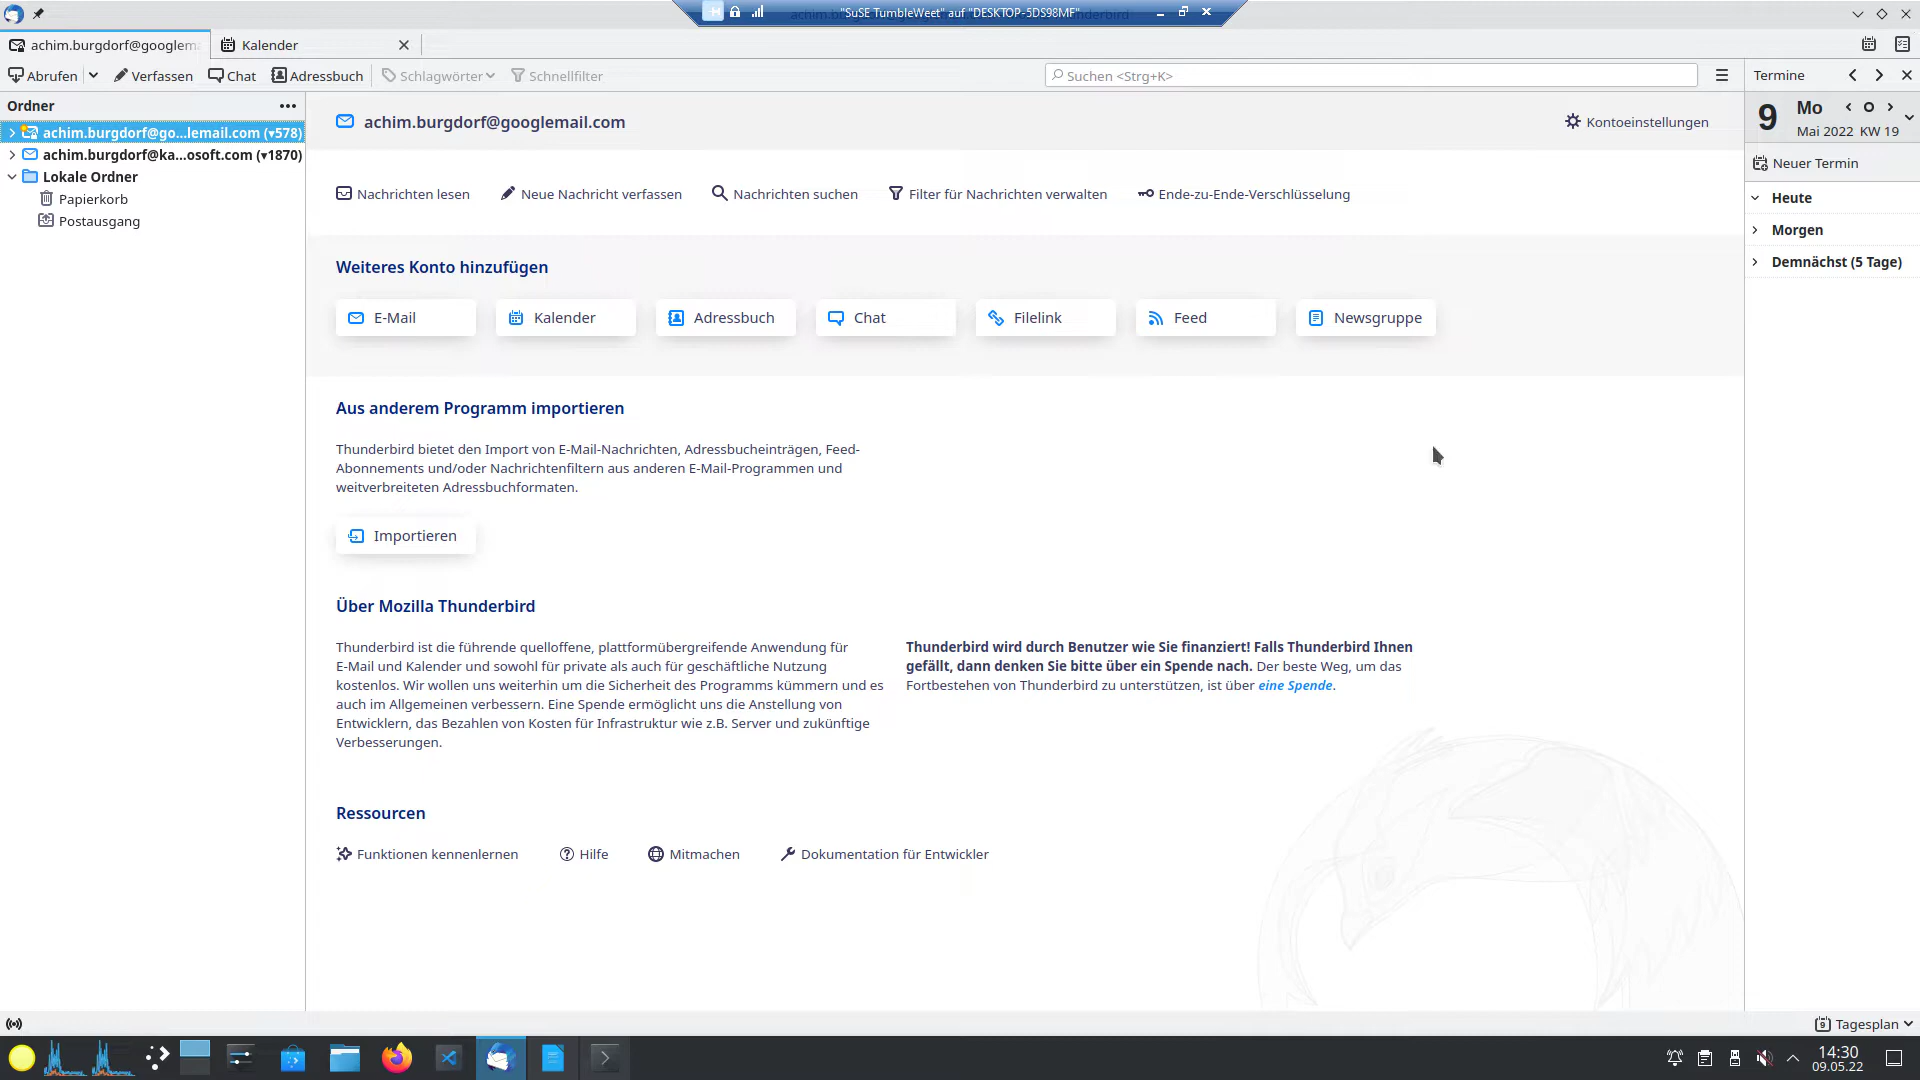 "SuSE TumbleWeet" auf "DESKTOP-5DS98MF"
achim.burgdorf@googlema
Kalender
Abrufen
Verfassen
Chat
Adressbuch
Schlagwörter
Schnellfilter
Suchen <Strg+K>
Termine
Ordner
achim.burgdorf@go...lemail.com (▾578)
achim.burgdorf@ka...osoft.com (▾1870)
Lokale Ordner
Papierkorb
Postausgang
achim.burgdorf@googlemail.com
Kontoeinstellungen
Nachrichten lesen
Neue Nachricht verfassen
Nachrichten suchen
Filter für Nachrichten verwalten
Ende-zu-Ende-Verschlüsselung
Weiteres Konto hinzufügen
E-Mail
Kalender
Adressbuch
Chat
Filelink
Feed
Newsgruppe
Aus anderem Programm importieren
Thunderbird bietet den Import von E-Mail-Nachrichten, Adressbucheinträgen, Feed-
Abonnements und/oder Nachrichtenfiltern aus anderen E-Mail-Programmen und
weitverbreiteten Adressbuchformaten.
Importieren
Über Mozilla Thunderbird
Thunderbird ist die führende quelloffene, plattformübergreifende Anwendung für
E-Mail und Kalender und sowohl für private als auch für geschäftliche Nutzung
kostenlos. Wir wollen uns weiterhin um die Sicherheit des Programms kümmern und es
auch im Allgemeinen verbessern. Eine Spende ermöglicht uns die Anstellung von
Entwicklern, das Bezahlen von Kosten für Infrastruktur wie z.B. Server und zukünftige
Verbesserungen.
Thunderbird wird durch Benutzer wie Sie finanziert! Falls Thunderbird Ihnen
gefällt, dann denken Sie bitte über ein Spende nach. Der beste Weg, um das
Fortbestehen von Thunderbird zu unterstützen, ist über eine Spende.
Ressourcen
Funktionen kennenlernen
Hilfe
Mitmachen
Dokumentation für Entwickler
9
Mo
Mai 2022 KW 19
Neuer Termin
Heute
Morgen
Demnächst (5 Tage)
9
Tagesplan
14:30
09.05.22